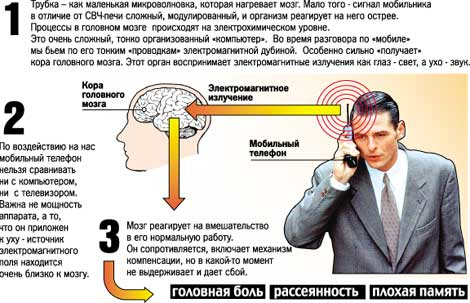 1
Трубка – как маленькая микроволновка, которая нагревает мозг. Мало того - сигнал мобильника
в отличие от СВЧ-печи сложный, модулированный, и организм реагирует на него острее.
Процессы в головном мозге происходят на электрохимическом уровне.
Это очень сложный, тонко организованный «компьютер». Во время разговора по «мобиле»
мы бьем по его тонким «проводкам» электромагнитной дубиной. Особенно сильно «получает»
кора головного мозга. Этот орган воспринимает электромагнитные излучения как глаз - свет, а ухо - звук.
Кора
головного
мозга
Электромагнитное
излучение
Мобильный
телефон
2
По воздействию на нас
мобильный телефон
нельзя сравнивать
ни с компьютером,
ни с телевизором.
Важна не мощность
аппарата, а то,
что он приложен
к уху - источник
электромагнитного
поля находится
очень близко к мозгу.
3
Мозг реагирует на вмешательство
в его нормальную работу.
Он сопротивляется, включает механизм
компенсации, но в какой-то момент
не выдерживает и дает сбой.
головная боль рассеянность плохая память